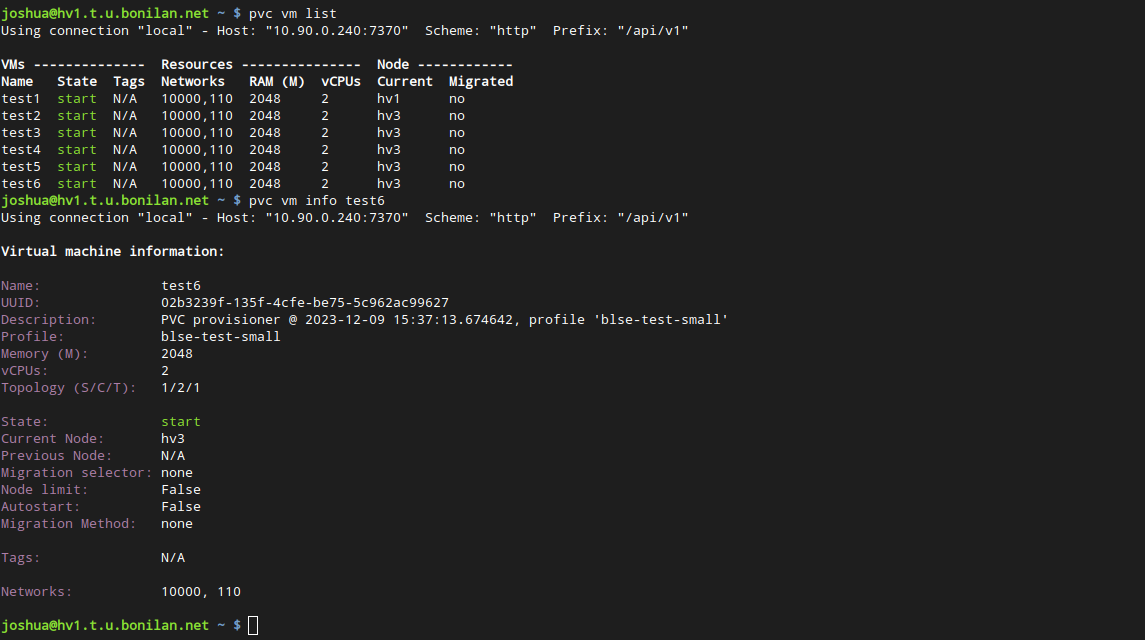 joshua@hv1.t.u.bonilan.net ~ $ pvc vm list
Using connection "local" - Host: "10.90.0.240:7370"  Scheme: "http"  Prefix: "/api/v1"
VMs --------------  Resources ---------------  Node ------------
Name   State  Tags  Networks   RAM (M)  vCPUs  Current  Migrated
test1  start  N/A   10000,110  2048     2      hv1      no
test2  start  N/A   10000,110  2048     2      hv3      no
test3  start  N/A   10000,110  2048     2      hv3      no
test4  start  N/A   10000,110  2048     2      hv3      no
test5  start  N/A   10000,110  2048     2      hv3      no
test6  start  N/A   10000,110  2048     2      hv3      no
joshua@hv1.t.u.bonilan.net ~ $ pvc vm info test6
Using connection "local" - Host: "10.90.0.240:7370"  Scheme: "http"  Prefix: "/api/v1"
Virtual machine information:
Name:               test6
UUID:               02b3239f-135f-4cfe-be75-5c962ac99627
Description:        PVC provisioner @ 2023-12-09 15:37:13.674642, profile 'blse-test-small'
Profile:            blse-test-small
Memory (M):         2048
vCPUs:              2
Topology (S/C/T):   1/2/1
State:              start
Current Node:       hv3
Previous Node:      N/A
Migration selector: none
Node limit:         False
Autostart:          False
Migration Method:   none
Tags:               N/A
Networks:           10000, 110
joshua@hv1.t.u.bonilan.net ~ $